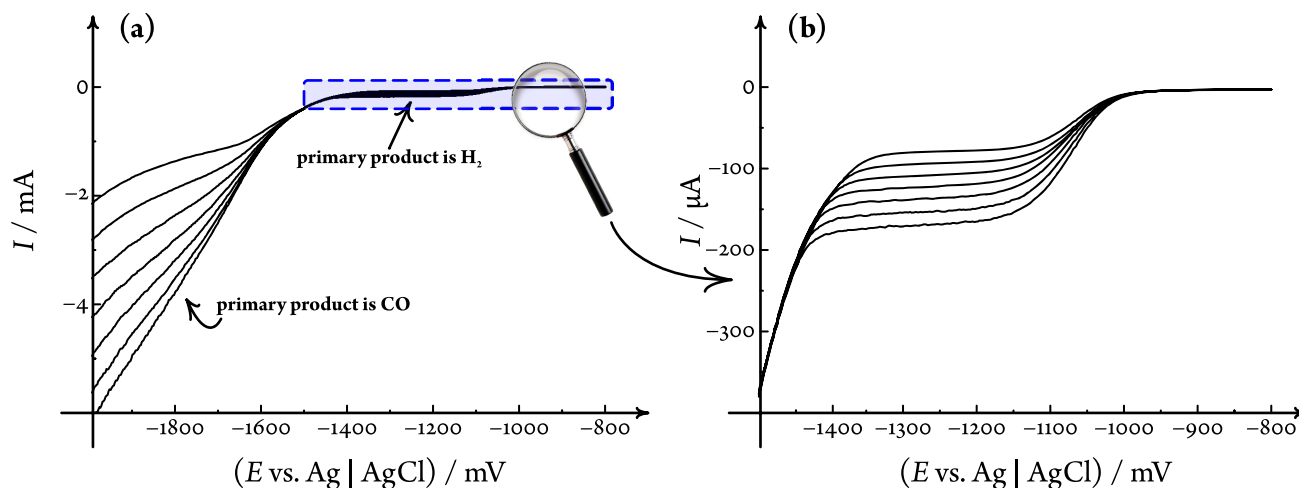 (a)
0
−2
−4
I / mA
primary product is H₂
primary product is CO
−1800 −1600 −1400 −1200 −1000 −800
(E vs. Ag | AgCl) / mV
(b)
−100
−200
−300
I / μA
−1400 −1300 −1200 −1100 −1000 −900 −800
(E vs. Ag | AgCl) / mV